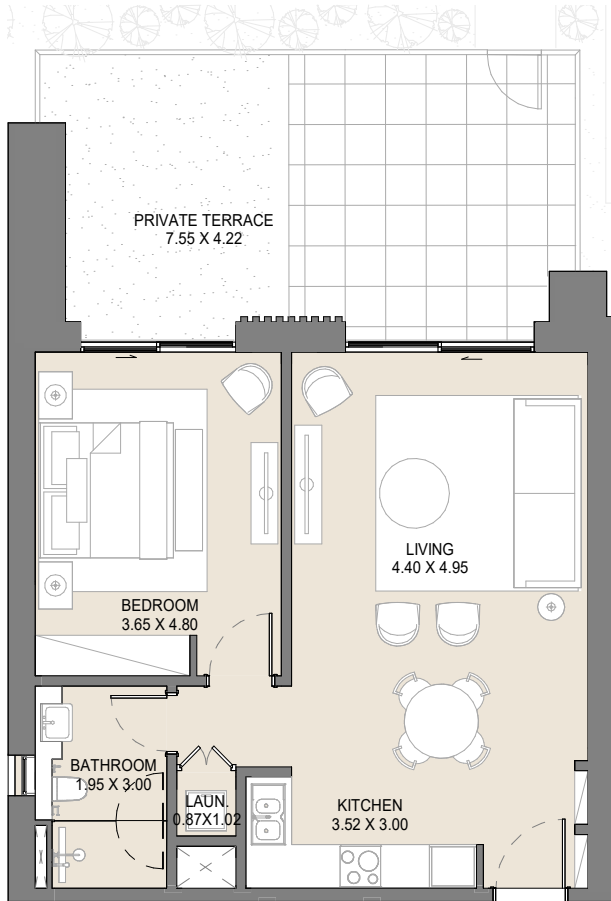 PRIVATE TERRACE
7.55 X 4.22
LIVING
4.40 X 4.95
BEDROOM
3.65 X 4.80
BATHROOM
1.95 X 3.00
LAUN.
0.87X1.02
KITCHEN
3.52 X 3.00